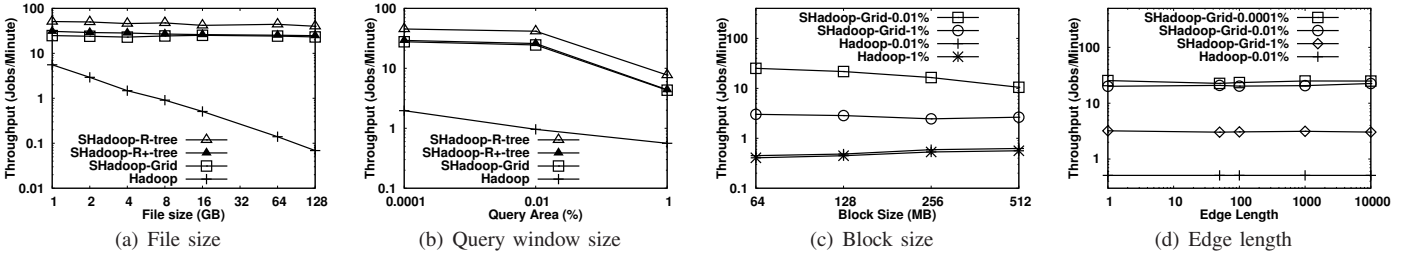 Throughput (Jobs/Minute)
100
10
1
0.1
0.01
SHadoop-R-tree
SHadoop-R+-tree
SHadoop-Grid
Hadoop
1 2 4 8 16 32 64 128
File size (GB)
(a) File size
Throughput (Jobs/Minute)
100
10
1
0.1
SHadoop-R-tree
SHadoop-R+-tree
SHadoop-Grid
Hadoop
0.0001 0.01 1
Query Area (%)
(b) Query window size
Throughput (Jobs/Minute)
100
10
1
0.1
SHadoop-Grid-0.01%
SHadoop-Grid-1%
Hadoop-0.01%
Hadoop-1%
64 128 256 512
Block Size (MB)
(c) Block size
Throughput (Jobs/Minute)
100
10
1
SHadoop-Grid-0.0001%
SHadoop-Grid-0.01%
SHadoop-Grid-1%
Hadoop-0.01%
1 10 100 1000 10000
Edge Length
(d) Edge length